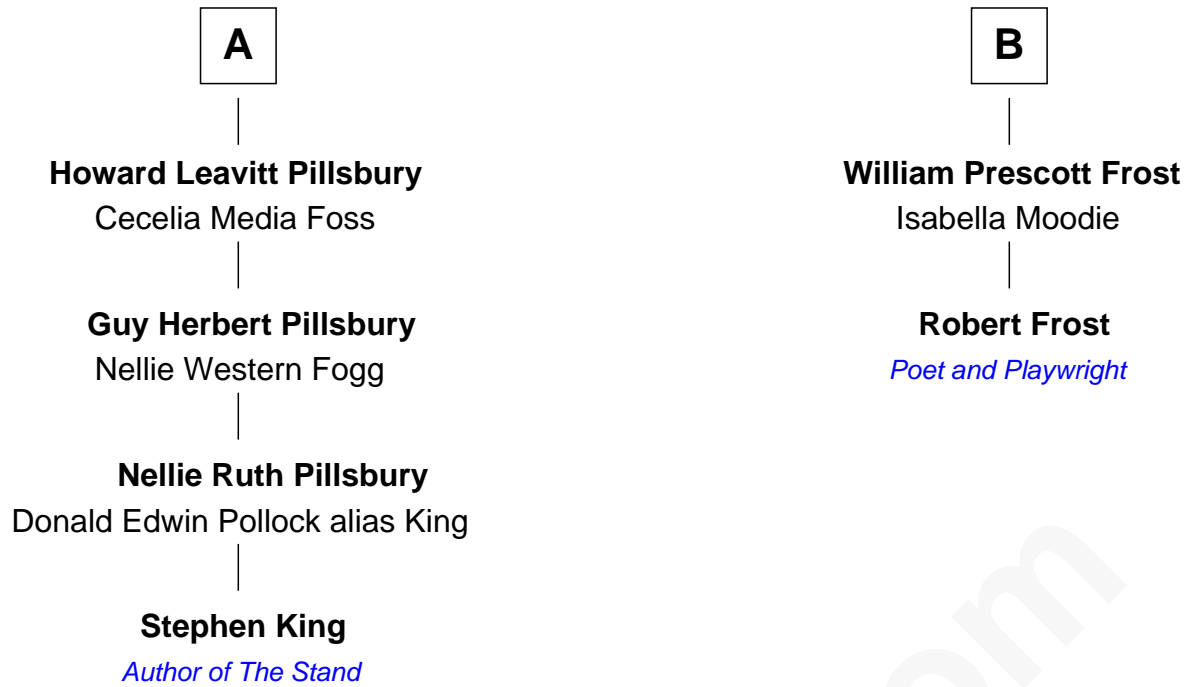 A
Howard Leavitt Pillsbury
Cecelia Media Foss
Guy Herbert Pillsbury
Nellie Western Fogg
Nellie Ruth Pillsbury
Donald Edwin Pollock alias King
Stephen King
Author of The Stand
B
William Prescott Frost
Isabella Moodie
Robert Frost
Poet and Playwright
om